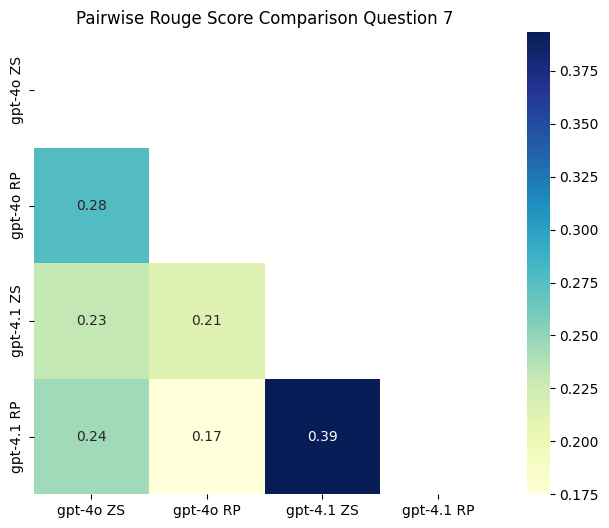 Pairwise Rouge Score Comparison Question 7
gpt-4o ZS
gpt-4o RP
gpt-4.1 ZS
gpt-4.1 RP
0.28
0.23 0.21
0.24 0.17 0.39
gpt-4o ZS gpt-4o RP gpt-4.1 ZS gpt-4.1 RP
0.375
0.350
0.325
0.300
0.275
0.250
0.225
0.200
0.175